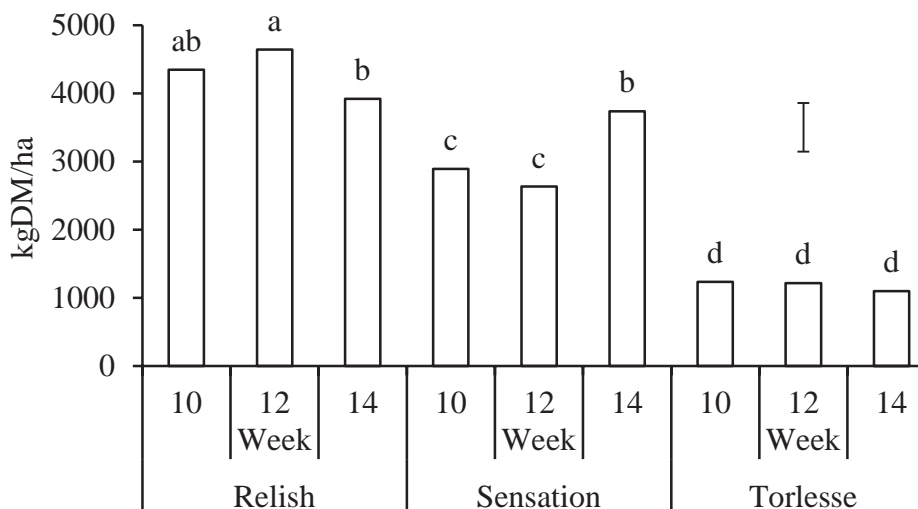 5000
4000
3000
2000
1000
0
kgDM/ha
ab a b c c b d d d
10 12 14 10 12 14 10 12 14
Week Week Week
Relish Sensation Torlesse